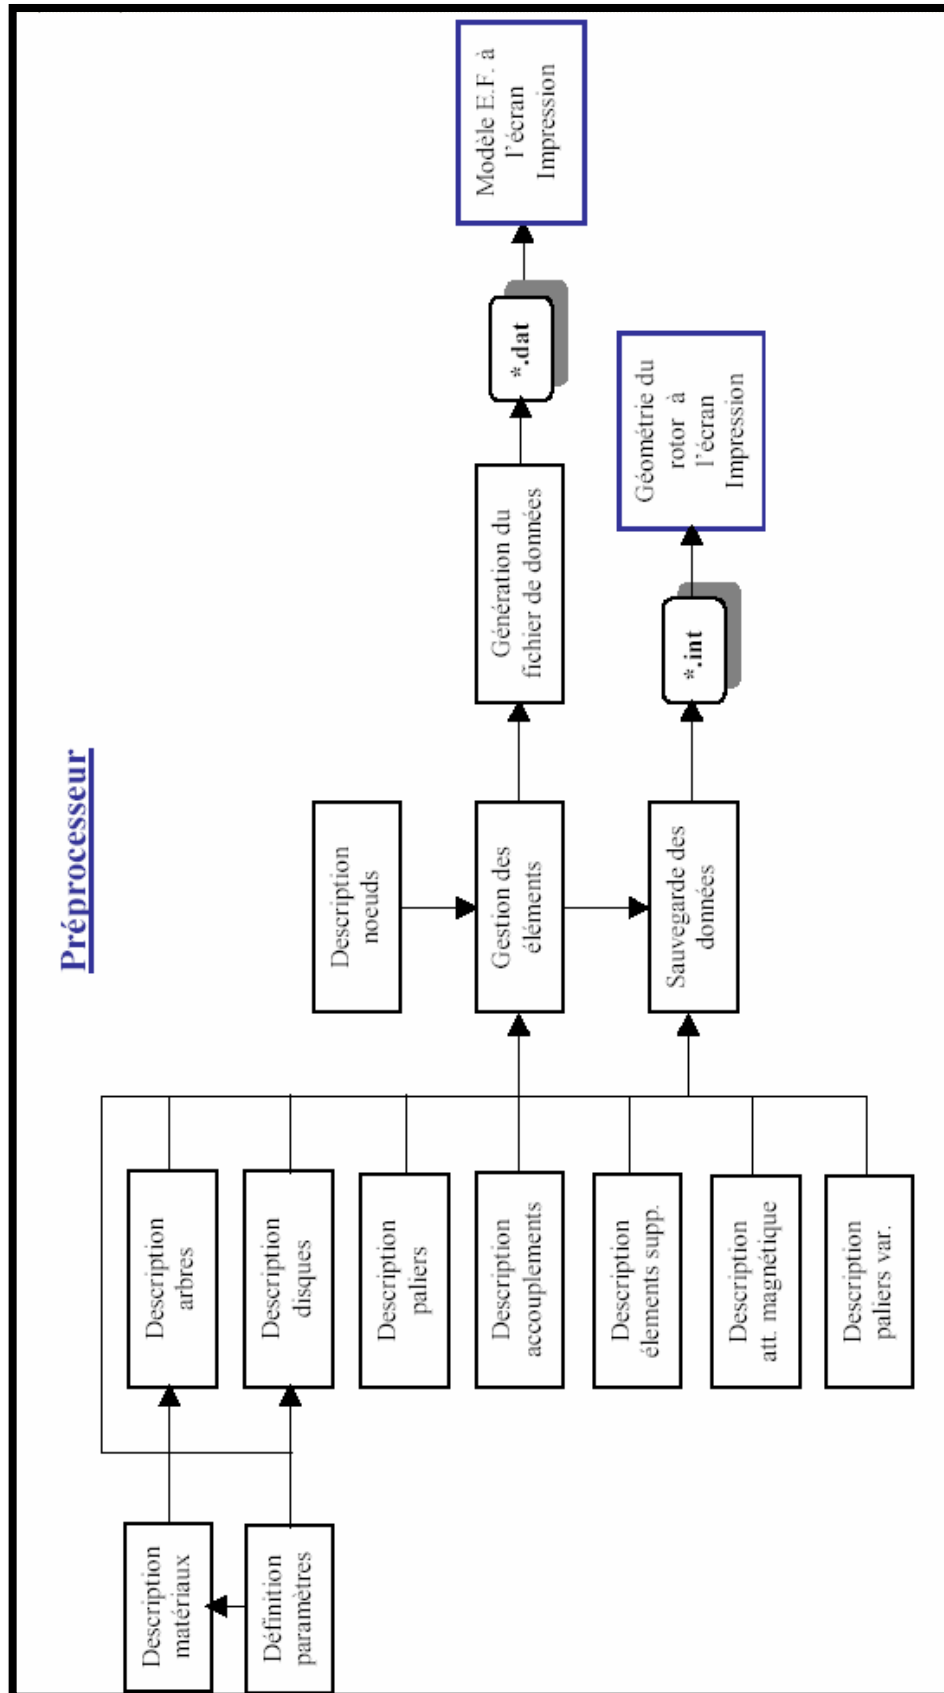 Préprocesseur
Description
matériaux
Définition
paramètres
Description
arbres
Description
disques
Description
paliers
Description
accouplements
Description
élements supp.
Description
att. magnétique
Description
paliers var.
Description
noeuds
Gestion des
éléments
Sauvegarde des
données
Génération du
fichier de données
*.dat
*.int
Modèle E.F. à
l'écran
Impression
Géométrie du
rotor à
l'écran
Impression